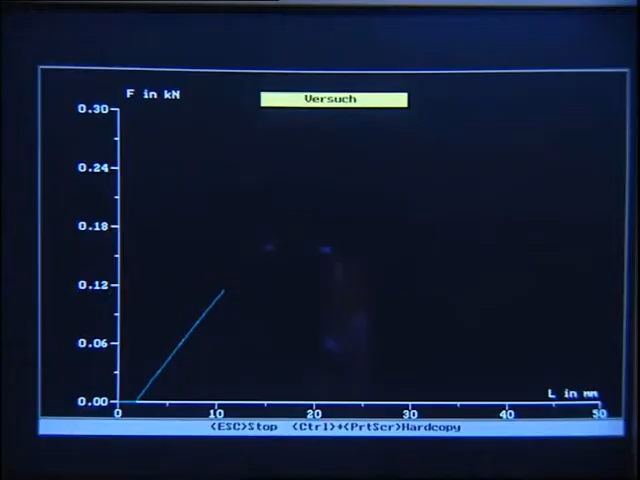 F in kN
Versuch
0.30
0.24
0.18
0.12
0.06
0.00
L in mm
0 10 20 30 40 50
<ESC>Stop <Ctrl>+<PrtScr>Hardcopy